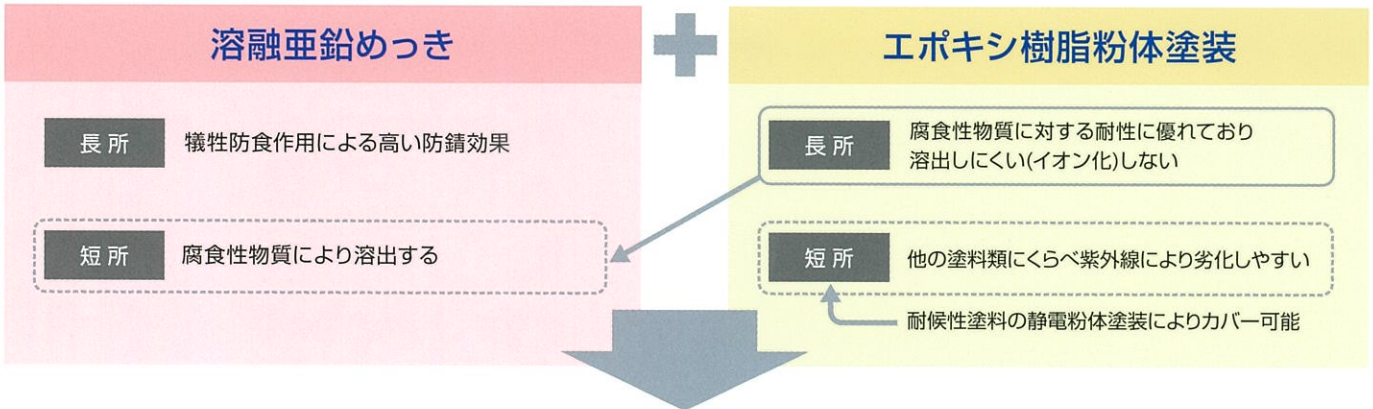 溶融亜鉛めっき
長所
犠牲防食作用による高い防錆効果
短所
腐食性物質により溶出する
エポキシ樹脂粉体塗装
長所
腐食性物質に対する耐性に優れており
溶出しにくい(イオン化)しない
短所
他の塗料類にくらべ紫外線により劣化しやすい
耐候性塗料の静電粉体塗装によりカバー可能